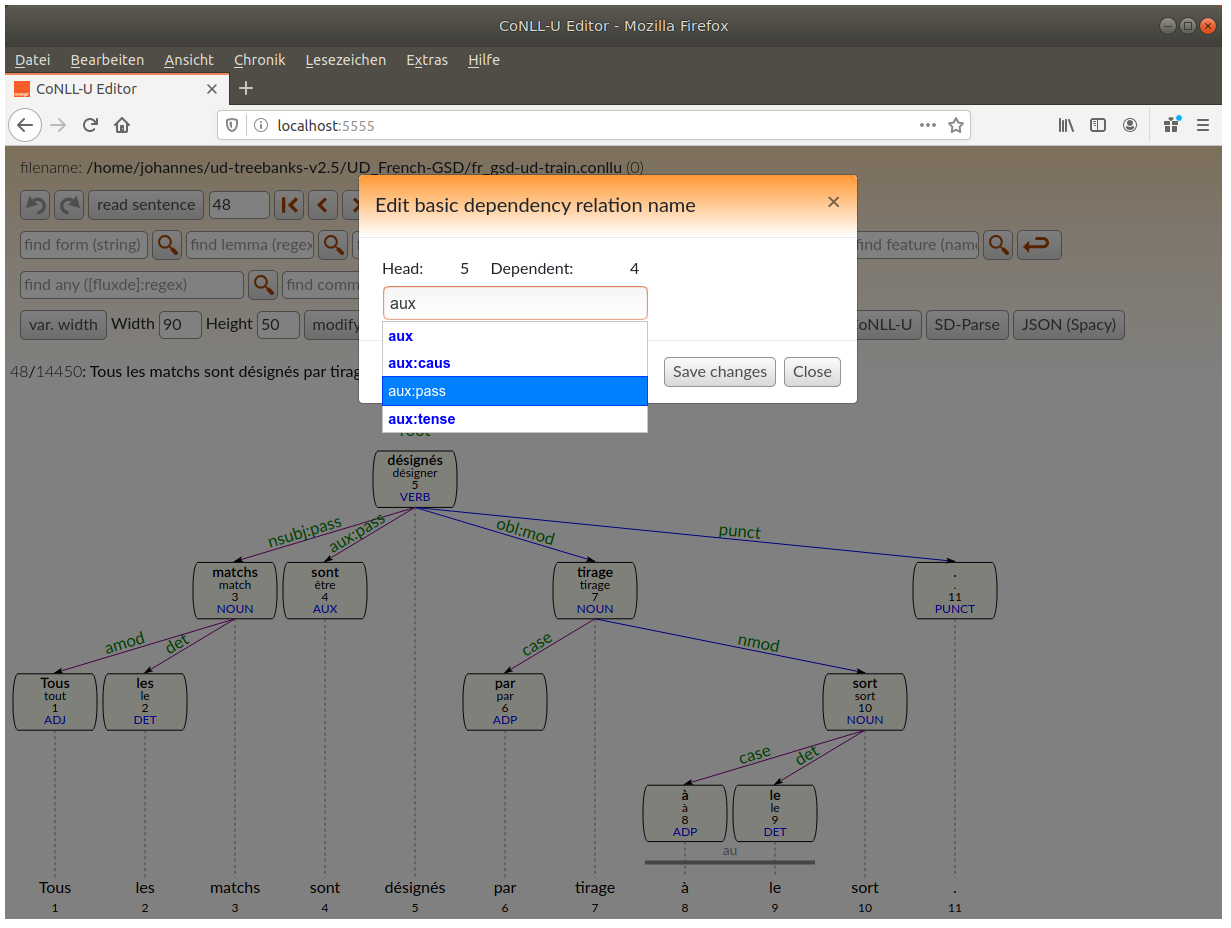 CoNLL-U Editor - Mozilla Firefox
Datei Bearbeiten Ansicht Chronik Lesezeichen Extras Hilfe
CoNLL-U Editor
localhost:5555
filename: /home/johannes/ud-treebanks-v2.5/UD_French-GSD/fr_gsd-ud-train.conllu (0)
Edit basic dependency relation name
read sentence 48
find form (string) find lemma (regex find feature (nam
Head: 5 Dependent: 4
find any ([fluxde]:regex) find comm
aux
var. width Width 90 Height 50 modify CoNLL-U SD-Parse JSON (Spacy)
aux
aux:caus
aux:pass
aux:tense
Save changes Close
48/14450: Tous les matchs sont désignés par tirag
désignés
désigner
5
VERB
nsubj:pass aux:pass obl:mod punct
matchs sont tirage .
match être tirage .
3 4 7 11
NOUN AUX NOUN PUNCT
amod det case nmod
Tous les par sort
tout le par sort
1 2 6 10
ADJ DET ADP NOUN
case det
à le
à le
8 9
ADP DET
au
Tous les matchs sont désignés par tirage à le sort .
1 2 3 4 5 6 7 8 9 10 11